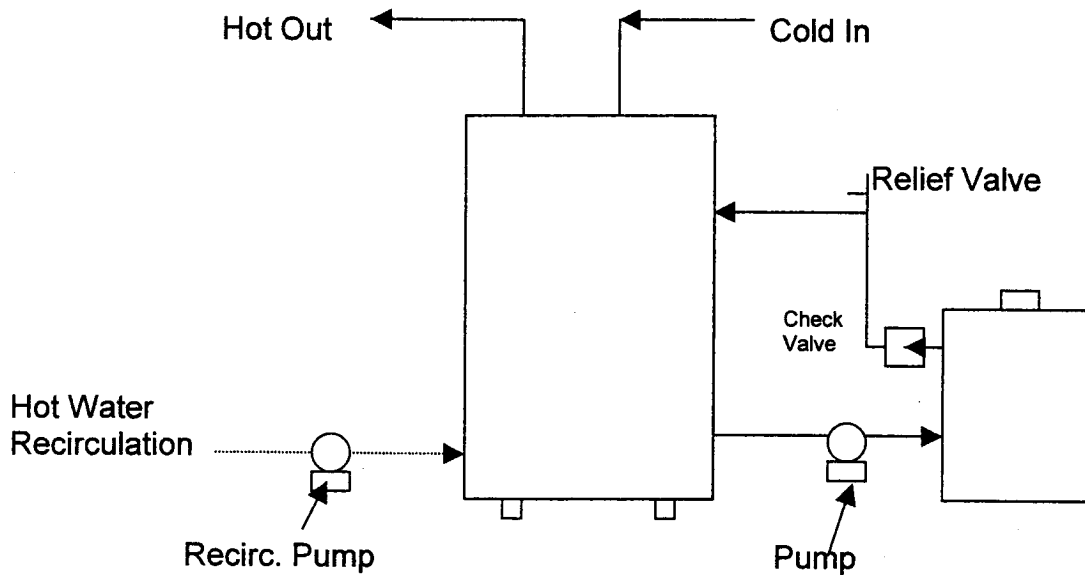 Hot Out
Cold In
Relief Valve
Check
Valve
Hot Water
Recirculation
Recirc. Pump
Pump